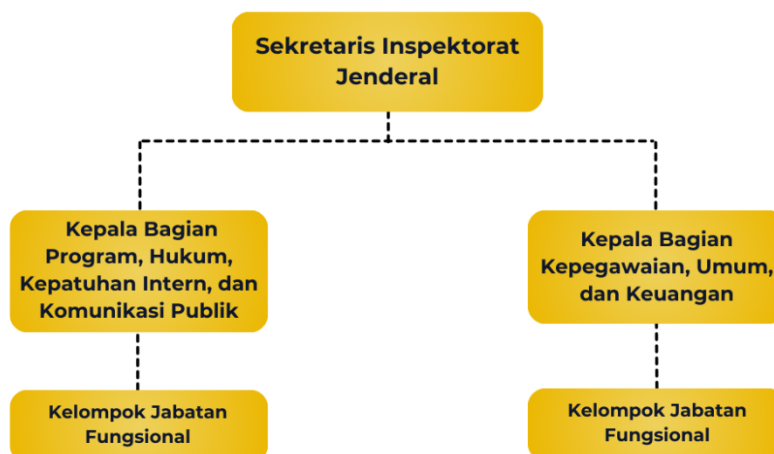 Sekretaris Inspektorat
Jenderal
Kepala Bagian
Program, Hukum,
Kepatuhan Intern, dan
Komunikasi Publik
Kepala Bagian
Kepegawaian, Umum,
dan Keuangan
Kelompok Jabatan
Fungsional
Kelompok Jabatan
Fungsional